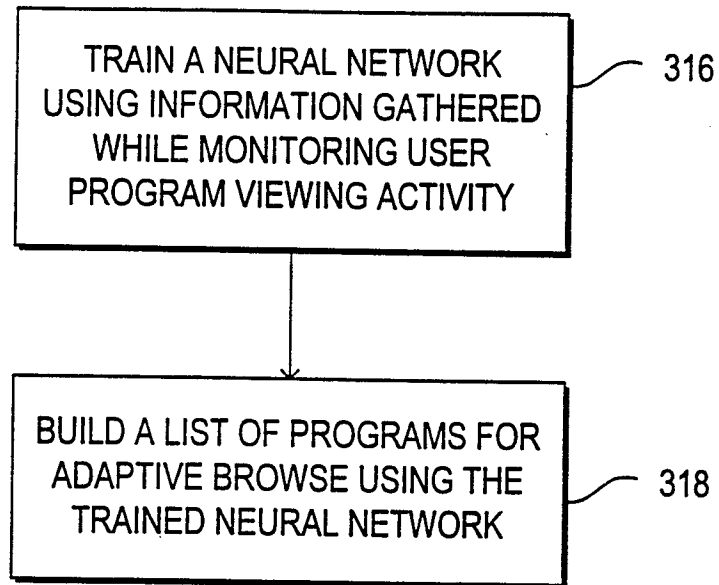 TRAIN A NEURAL NETWORK
USING INFORMATION GATHERED
WHILE MONITORING USER
PROGRAM VIEWING ACTIVITY
316
BUILD A LIST OF PROGRAMS FOR
ADAPTIVE BROWSE USING THE
TRAINED NEURAL NETWORK
318